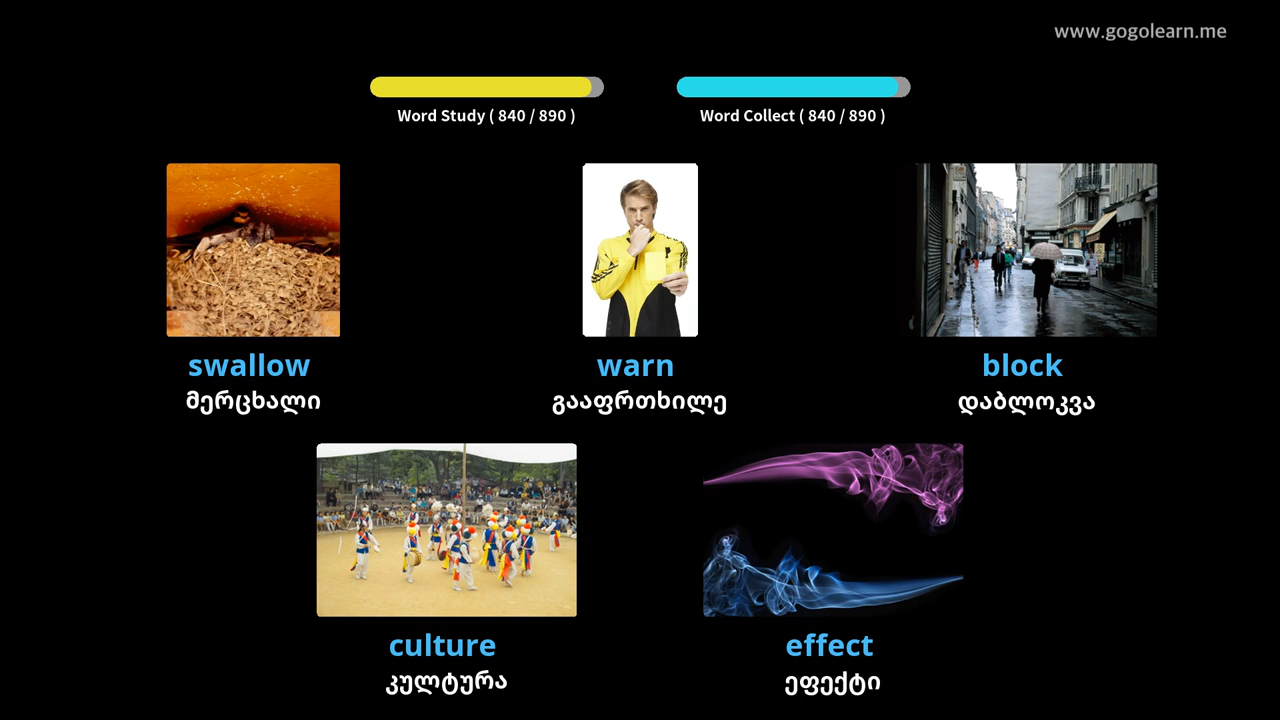 www.gogolearn.me
Word Study ( 840 / 890 )
Word Collect ( 840 / 890 )
swallow
მერცხალი
warn
გააფრთხილე
block
დაბლოკვა
culture
კულტურა
effect
ეფექტი